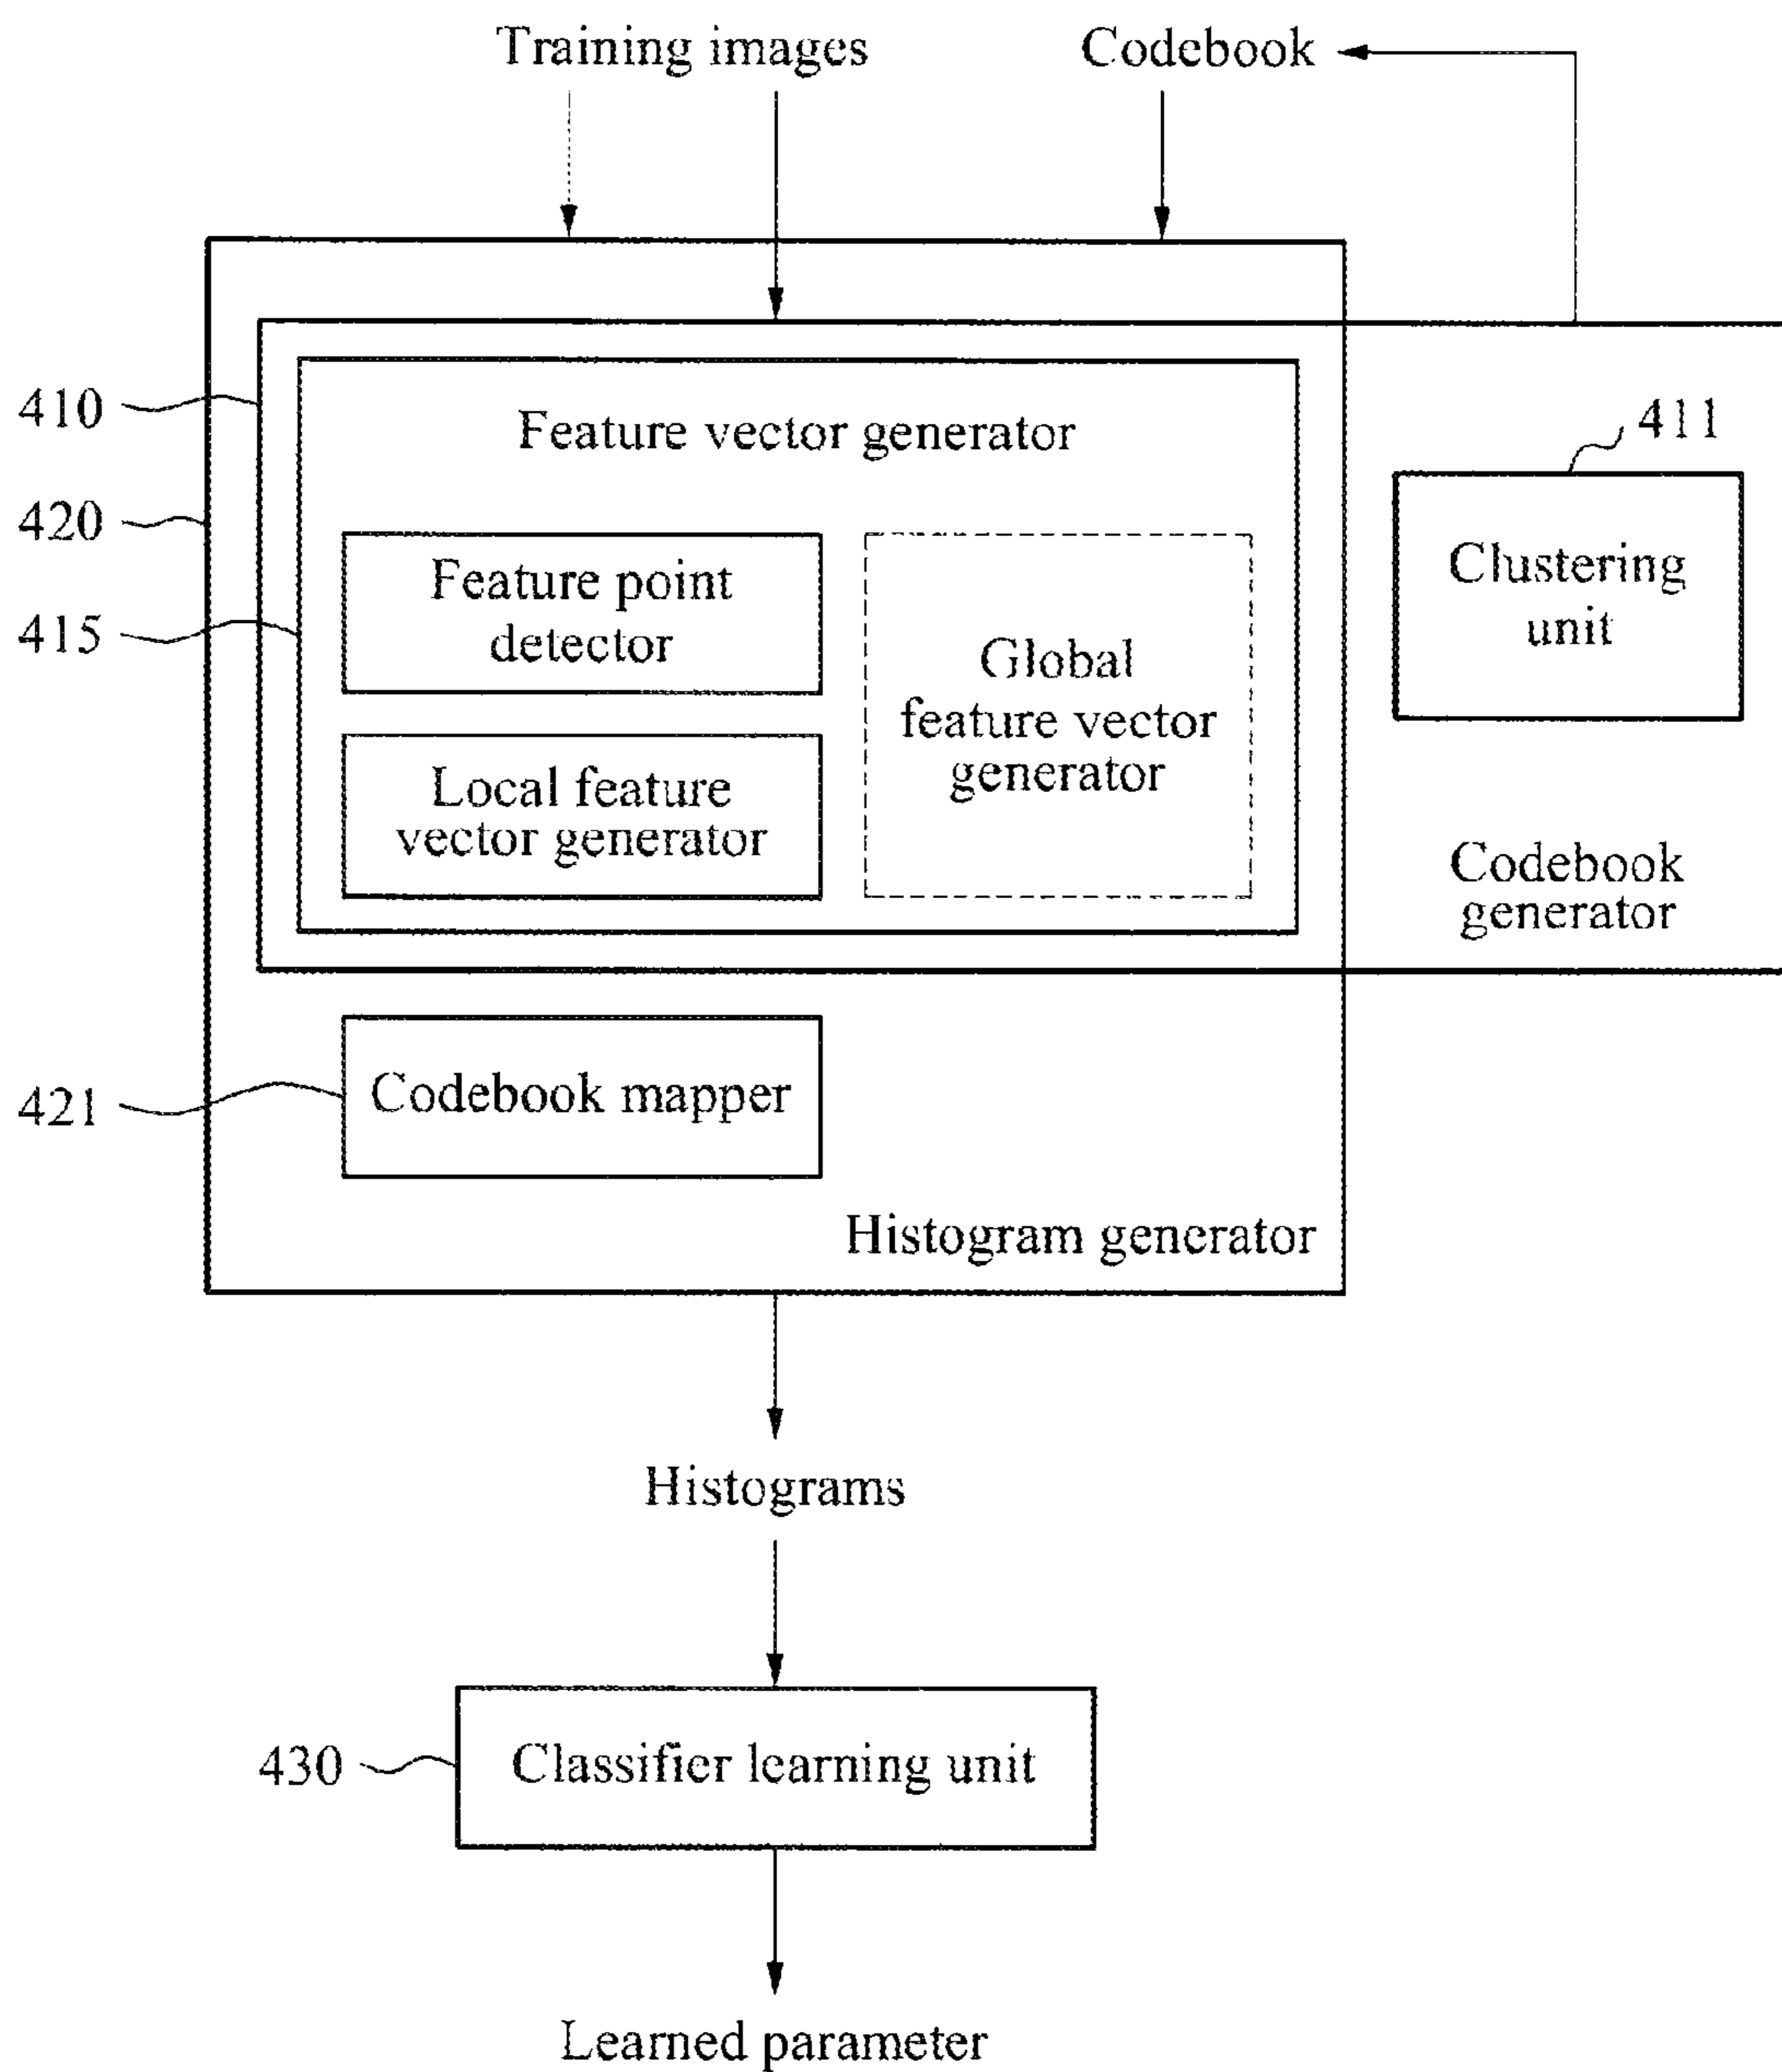 Training images
Codebook
410
Feature vector generator
411
420
Feature point
detector
Clustering
unit
415
Global
feature vector
generator
Local feature
vector generator
Codebook
generator
421
Codebook mapper
Histogram generator
Histograms
430
Classifier learning unit
Learned parameter